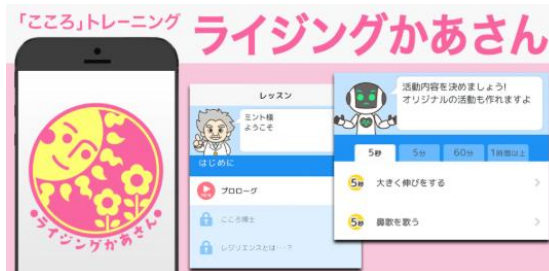 「こころ」トレーニング
ライジングかあさん
ライジングかあさん
レッスン
ミント様
ようこそ
はじめに
プロローグ
こころ博士
レジリエンスとは…?
活動内容を決めましょう!
オリジナルの活動も作れますよ
5秒
5分
60分
1時間以上
5秒 大きく伸びをする
5秒 鼻歌を歌う